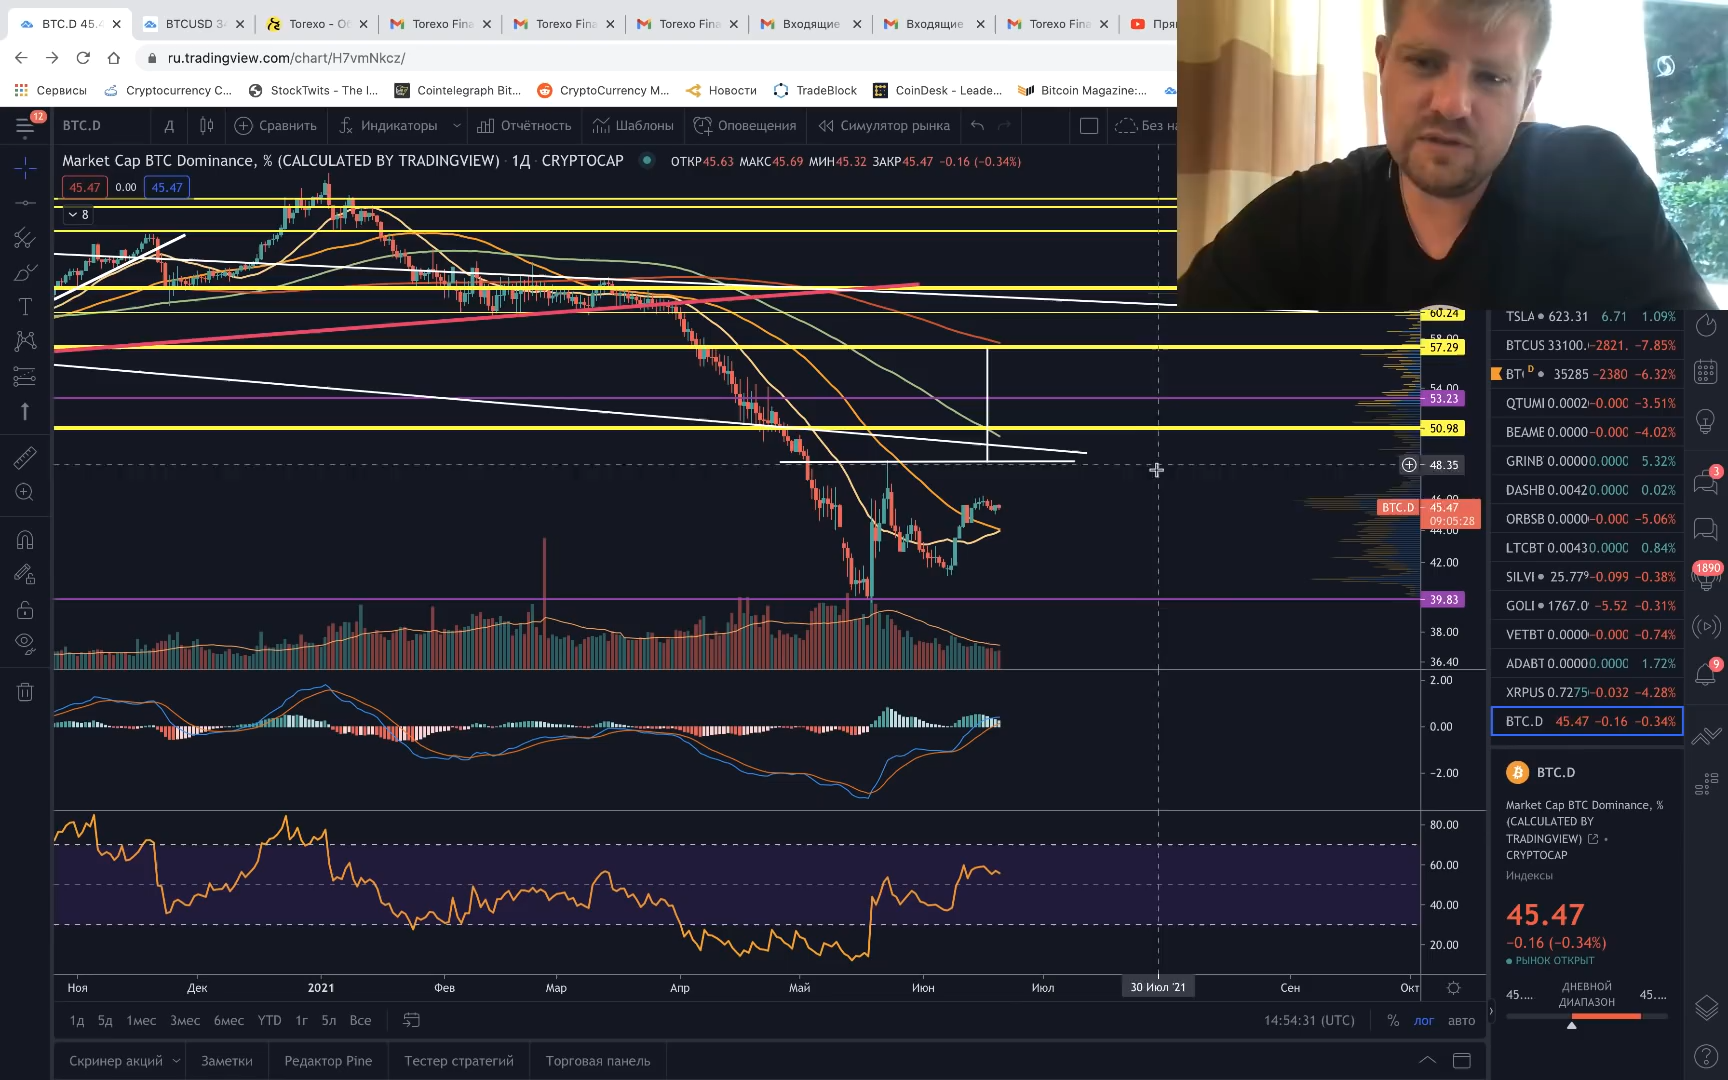 BTC.D 45.4
BTCUSD 34
Torexo - О
Torexo Fina
Torexo Fina
Torexo Fina
Входящие
Входящие
Torexo Fina
Пря
ru.tradingview.com/chart/H7vmNkcz/
Сервисы
Cryptocurrency C...
StockTwits - The I...
Cointelegraph Bit...
CryptoCurrency M...
Новости
TradeBlock
CoinDesk - Leade...
Bitcoin Magazine:...
12
BTC.D
Д
Сравнить
Индикаторы
Отчётность
Шаблоны
Оповещения
Симулятор рынка
Без на
Market Cap BTC Dominance, % (CALCULATED BY TRADINGVIEW) · 1Д · CRYPTOCAP
ОТКР45.63 МАКС45.69 МИН45.32 ЗАКР45.47 −0.16 (−0.34%)
45.47 0.00 45.47
8
60.24
57.29
54.00
53.23
50.98
48.35
BTC.D 45.47
09:05:28
44.00
42.00
39.83
38.00
36.40
2.00
0.00
−2.00
80.00
60.00
40.00
20.00
Ноя
Дек
2021
Фев
Мар
Апр
Май
Июн
Июл
30 Июл '21
Сен
Окт
1д 5д 1мес 3мес 6мес YTD 1г 5л Все
14:54:31 (UTC)
% лог авто
Скринер акций
Заметки
Редактор Pine
Тестер стратегий
Торговая панель
TSLA 623.31 6.71 1.09%
BTCUS 33100. −2821. −7.85%
BT( D 35285 −2380 −6.32%
QTUMI 0.0002 −0.000 −3.51%
BEAME 0.0000 −0.000 −4.02%
GRINB 0.0000 0.0000 5.32%
DASHB 0.0042 0.0000 0.02%
ORBSB 0.0000 −0.000 −5.06%
LTCBT 0.0043 0.0000 0.84%
SILVI 25.779 −0.099 −0.38%
GOLI 1767.0 −5.52 −0.31%
VETBT 0.0000 −0.000 −0.74%
ADABT 0.0000 0.0000 1.72%
XRPUS 0.7275 −0.032 −4.28%
BTC.D 45.47 −0.16 −0.34%
BTC.D
Market Cap BTC Dominance, %
(CALCULATED BY
TRADINGVIEW)
CRYPTOCAP
Индексы
45.47
−0.16 (−0.34%)
РЫНОК ОТКРЫТ
45.... ДНЕВНОЙ ДИАПАЗОН 45....
3
1890
9